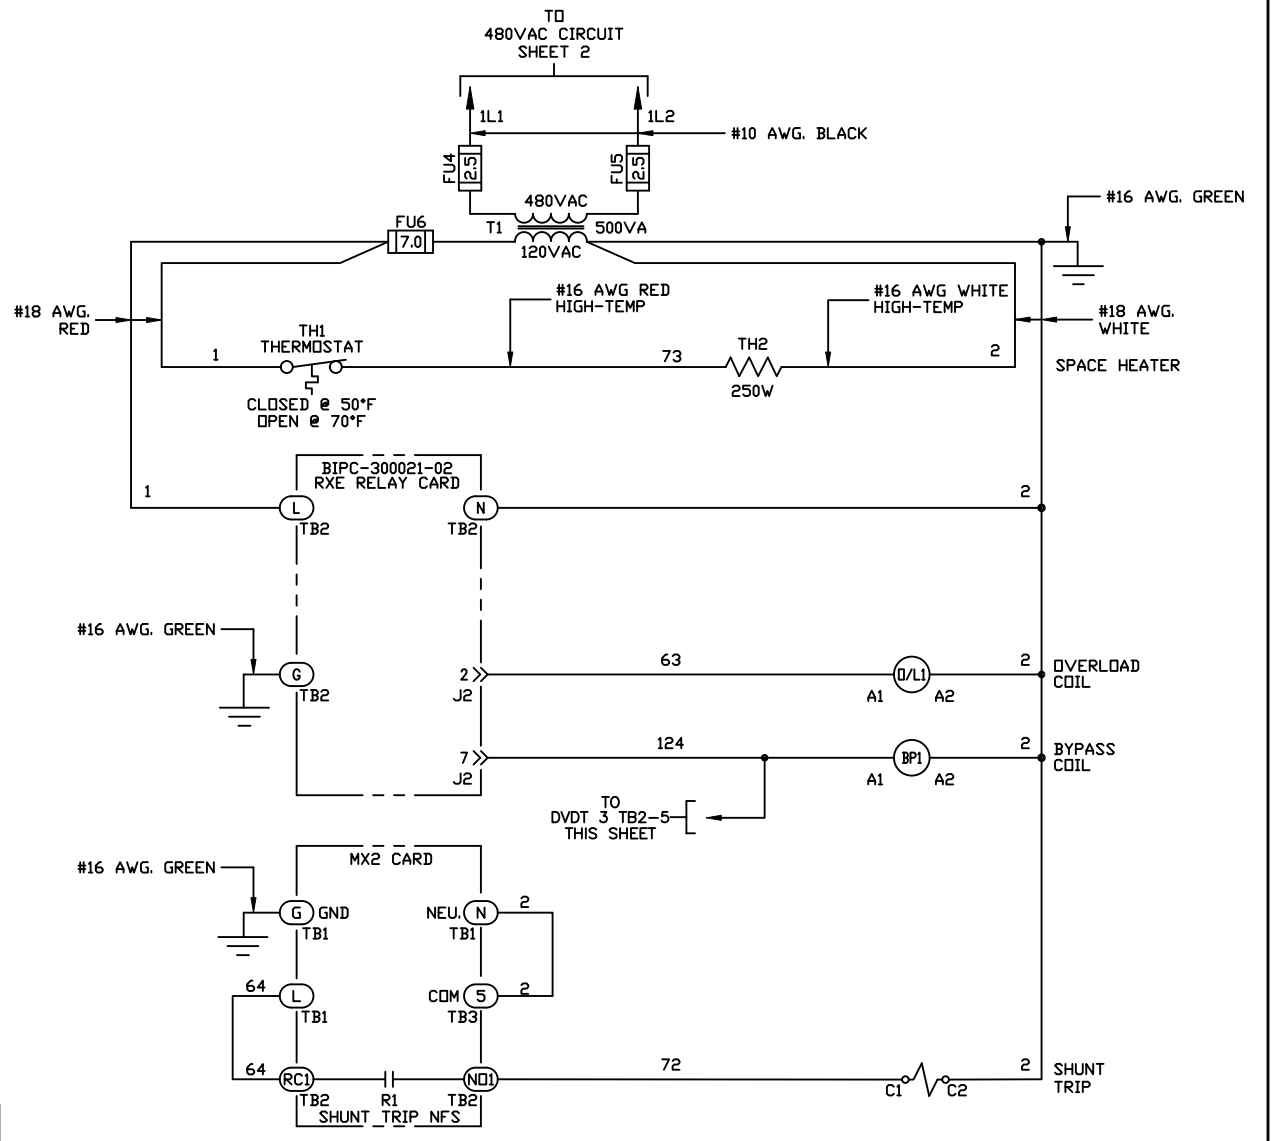 TO
480VAC CIRCUIT
SHEET 2
1L1
1L2
#10 AWG. BLACK
FU4
2.5
FU5
2.5
480VAC
T1
500VA
120VAC
FU6
7.0
#16 AWG. GREEN
#18 AWG.
RED
#16 AWG RED
HIGH-TEMP
#16 AWG WHITE
HIGH-TEMP
#18 AWG.
WHITE
TH1
THERMOSTAT
1
73
TH2
250W
2
SPACE HEATER
CLOSED @ 50°F
OPEN @ 70°F
BIPC-300021-02
RXE RELAY CARD
1
L
TB2
N
TB2
2
#16 AWG. GREEN
G
TB2
2
J2
63
O/L1
A1
A2
2
OVERLOAD
COIL
7
J2
124
BP1
A1
A2
2
BYPASS
COIL
TO
DVDT 3 TB2-5
THIS SHEET
MX2 CARD
#16 AWG. GREEN
G
GND
TB1
NEU.
N
TB1
2
64
L
TB1
COM
5
TB3
2
64
RC1
TB2
R1
NO1
TB2
SHUNT TRIP NFS
72
C1
C2
2
SHUNT
TRIP